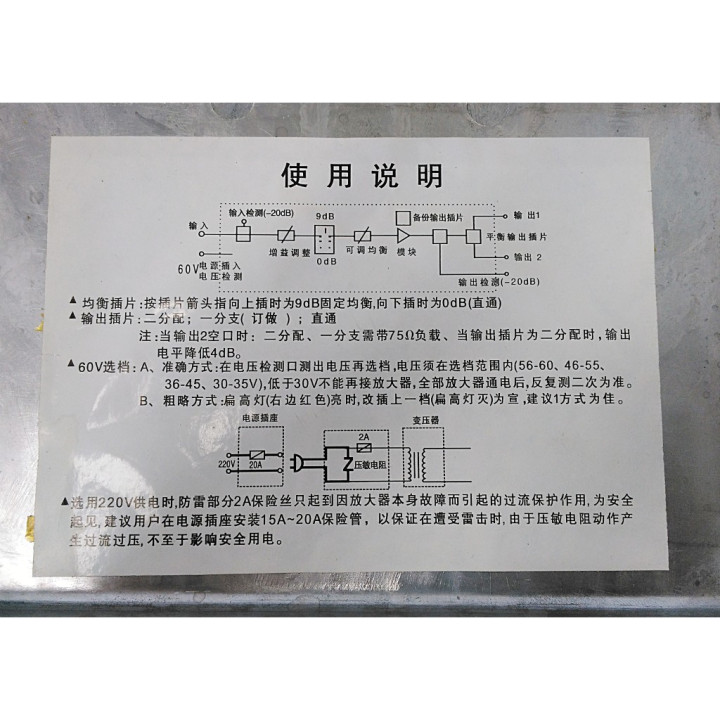 使用说明
输入检测(-20dB)
9dB
备份输出插片
输出1
输入
增益调整
0dB
可调均衡
模块
平衡输出插片
输出2
60V电源插入
电压检测
输出检测(-20dB)
▲均衡插片:按插片箭头指向上插时为9dB固定均衡,向下插时为0dB(直通)
▲输出插片:二分配;一分支(订做);直通
注:当输出2空口时:二分配、一分支需带75Ω负载、当输出插片为二分配时,输出
电平降低4dB。
▲60V选档:A、准确方式:在电压检测口测出电压再选档,电压须在选档范围内(56-60、46-55、
36-45、30-35V),低于30V不能再接放大器,全部放大器通电后,反复测二次为准。
B、粗略方式:扁高灯(右边红色)亮时,改插上一档(扁高灯灭)为宣,建议1方式为佳。
电源插座
变压器
2A
220V
20A
压敏电阻
▲选用220V供电时,防雷部分2A保险丝只起到因放大器本身故障而引起的过流保护作用,为安全
起见,建议用户在电源插座安装15A~20A保险管,以保证在遭受雷击时,由于压敏电阻动作产
生过流过压,不至于影响安全用电。